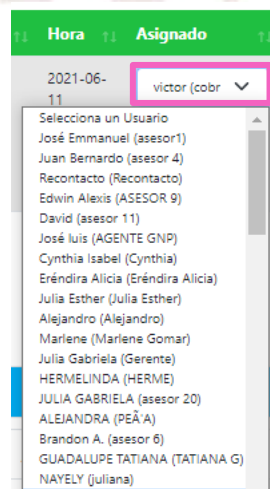 Hora Asignado
2021-06-
11
victor (cobr
Selecciona un Usuario
José Emmanuel (asesor1)
Juan Bernardo (asesor 4)
Recontacto (Recontacto)
Edwin Alexis (ASESOR 9)
David (asesor 11)
José luis (AGENTE GNP)
Cynthia Isabel (Cynthia)
Eréndira Alicia (Eréndira Alicia)
Julia Esther (Julia Esther)
Alejandro (Alejandro)
Marlene (Marlene Gomar)
Julia Gabriela (Gerente)
HERMELINDA (HERME)
JULIA GABRIELA (asesor 20)
ALEJANDRA (PEÃ'A)
Brandon A. (asesor 6)
GUADALUPE TATIANA (TATIANA G)
NAYELY (juliana)